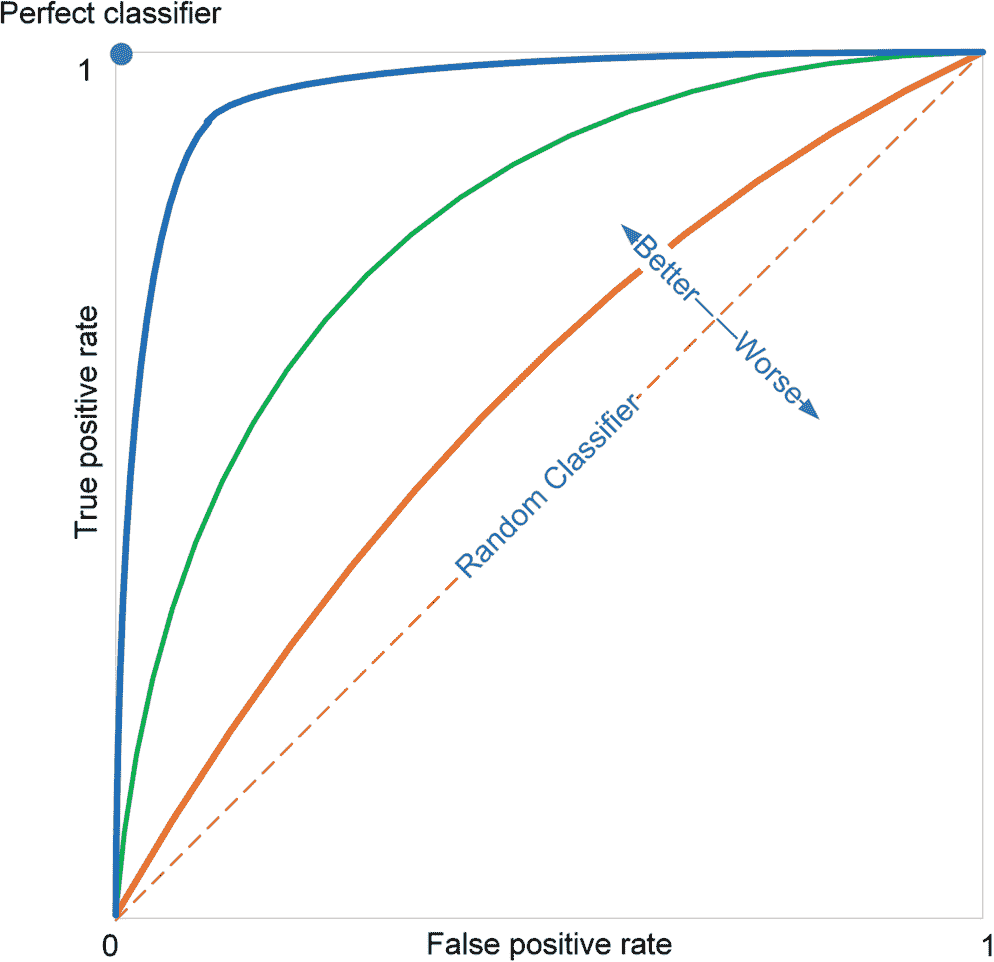 Perfect classifier
1
True positive rate
Better
Worse
Random Classifier
0
False positive rate
1